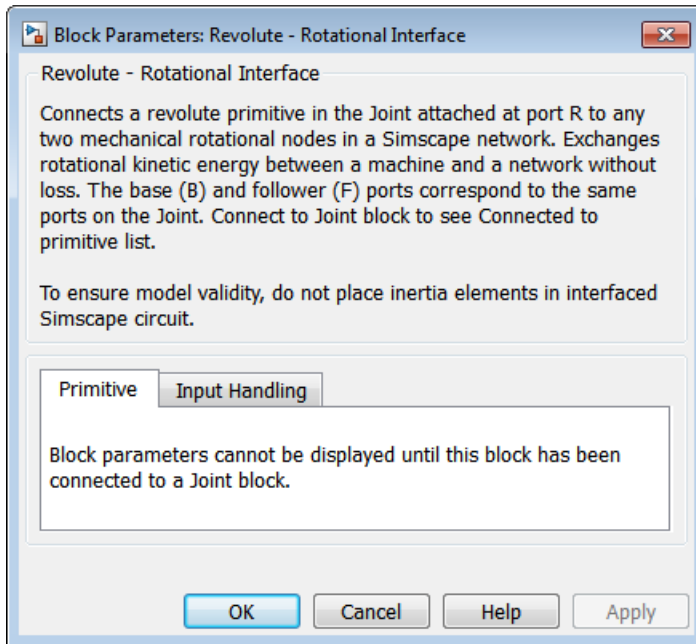 Block Parameters: Revolute - Rotational Interface
Revolute - Rotational Interface
Connects a revolute primitive in the Joint attached at port R to any
two mechanical rotational nodes in a Simscape network. Exchanges
rotational kinetic energy between a machine and a network without
loss. The base (B) and follower (F) ports correspond to the same
ports on the Joint. Connect to Joint block to see Connected to
primitive list.
To ensure model validity, do not place inertia elements in interfaced
Simscape circuit.
Primitive Input Handling
Block parameters cannot be displayed until this block has been
connected to a Joint block.
OK Cancel Help Apply